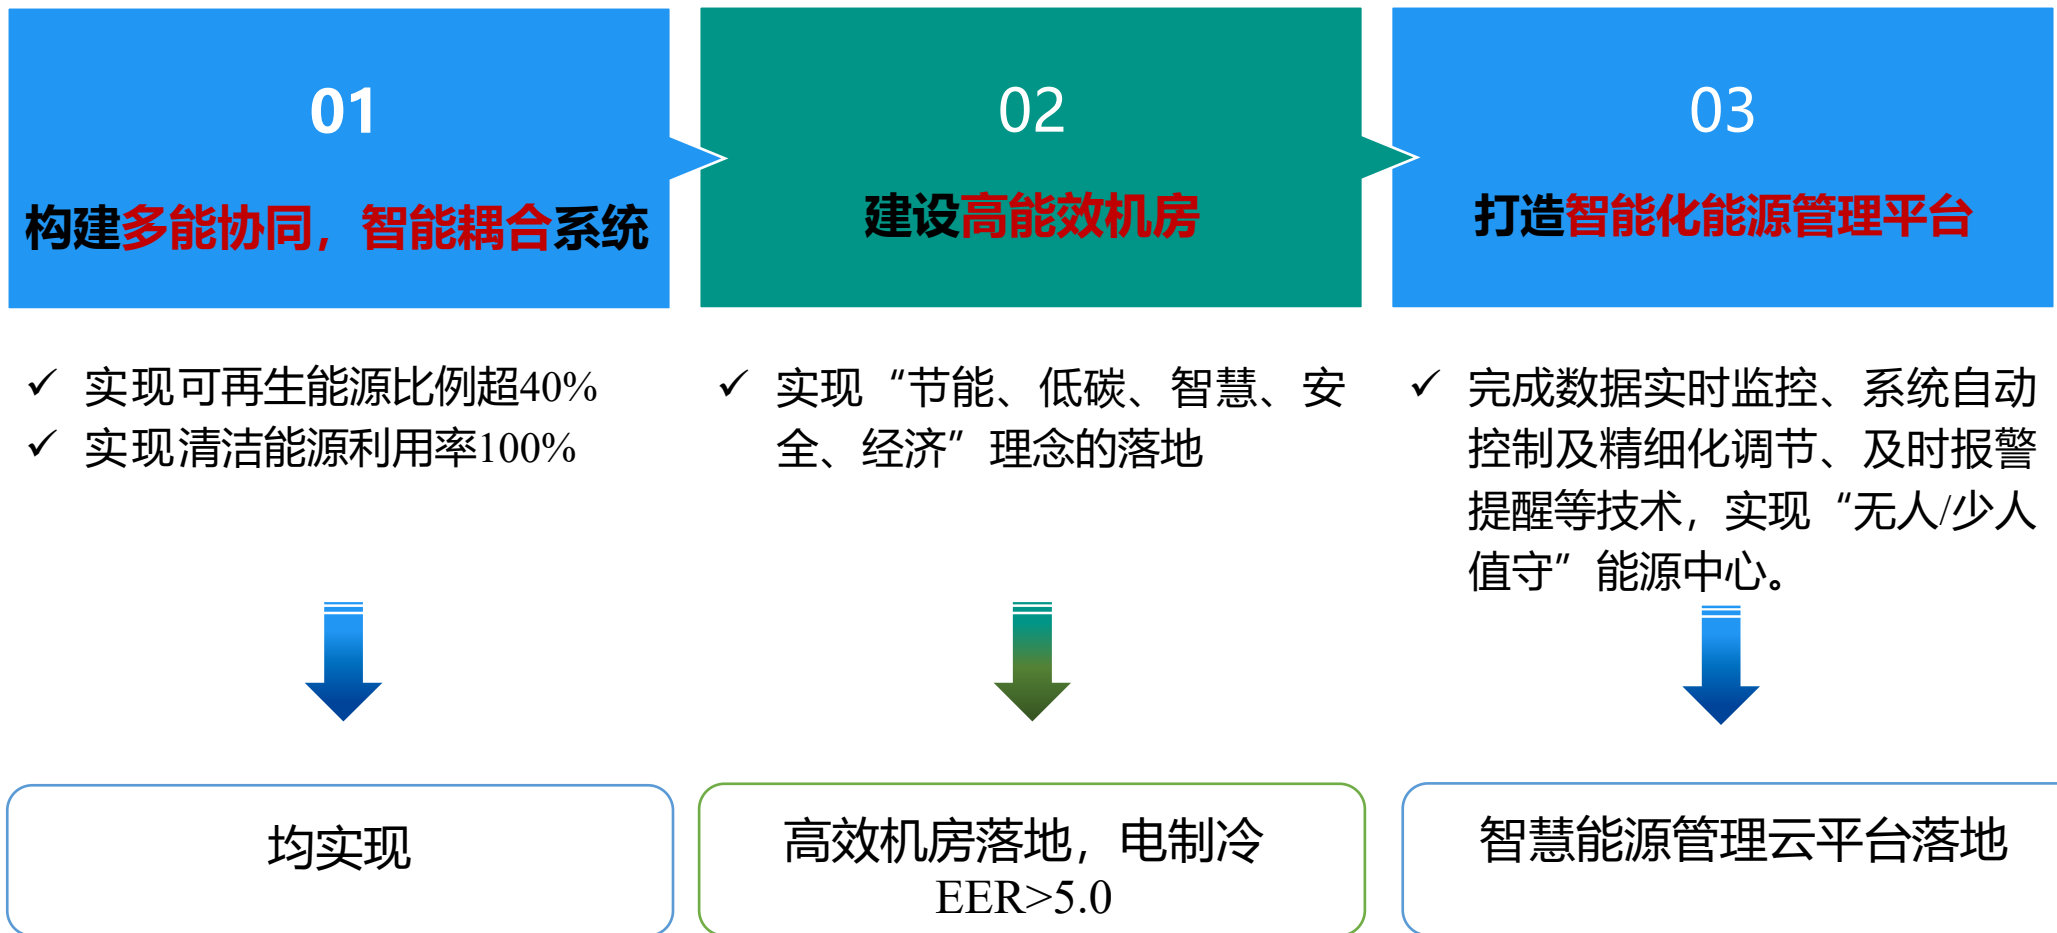 01
构建多能协同，智能耦合系统
✓ 实现可再生能源比例超40%
✓ 实现清洁能源利用率100%
均实现
02
建设高能效机房
✓ 实现“节能、低碳、智慧、安
全、经济”理念的落地
高效机房落地，电制冷
EER>5.0
03
打造智能化能源管理平台
✓ 完成数据实时监控、系统自动
控制及精细化调节、及时报警
提醒等技术，实现“无人/少人
值守”能源中心。
智慧能源管理云平台落地